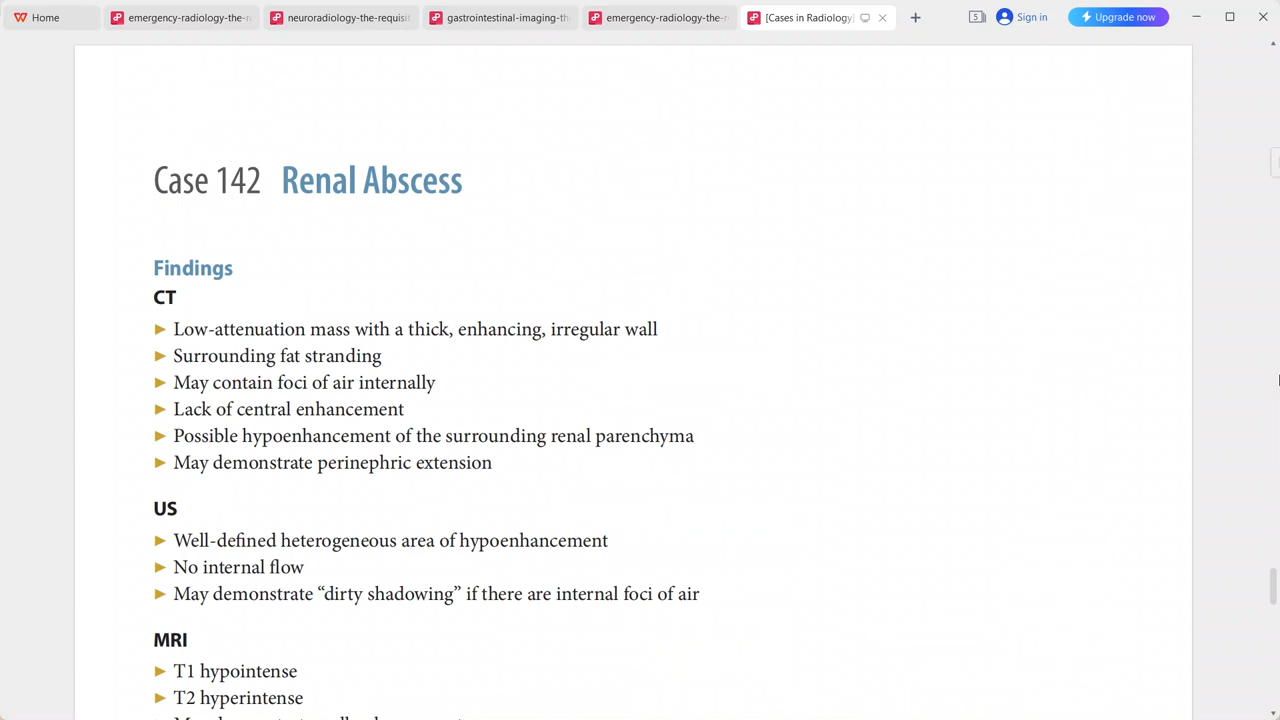 Home
emergency-radiology-the-r
neuroradiology-the-requisit
gastrointestinal-imaging-th
emergency-radiology-the-r
[Cases in Radiology]
5
Sign in
Upgrade now
Case 142 Renal Abscess
Findings
CT
► Low-attenuation mass with a thick, enhancing, irregular wall
► Surrounding fat stranding
► May contain foci of air internally
► Lack of central enhancement
► Possible hypoenhancement of the surrounding renal parenchyma
► May demonstrate perinephric extension
US
► Well-defined heterogeneous area of hypoenhancement
► No internal flow
► May demonstrate “dirty shadowing” if there are internal foci of air
MRI
► T1 hypointense
► T2 hyperintense